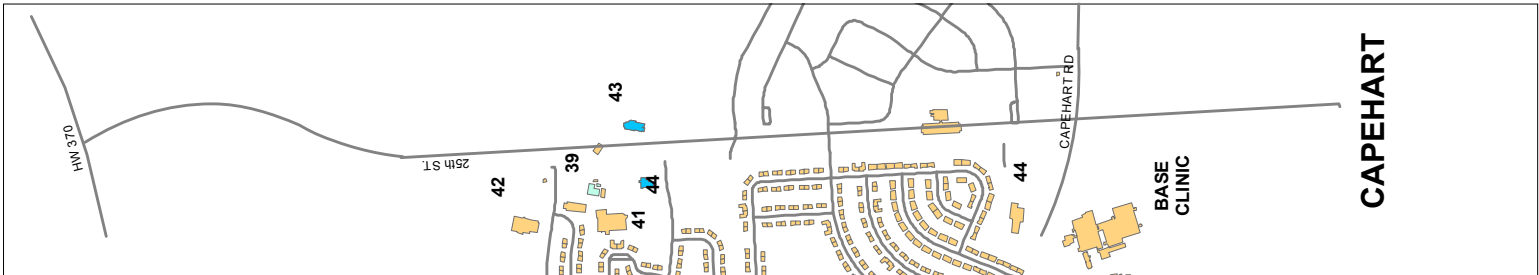 HW 370
25th ST.
42
39
43
44
41
CAPEHART RD
44
BASE
CLINIC
CAPEHART